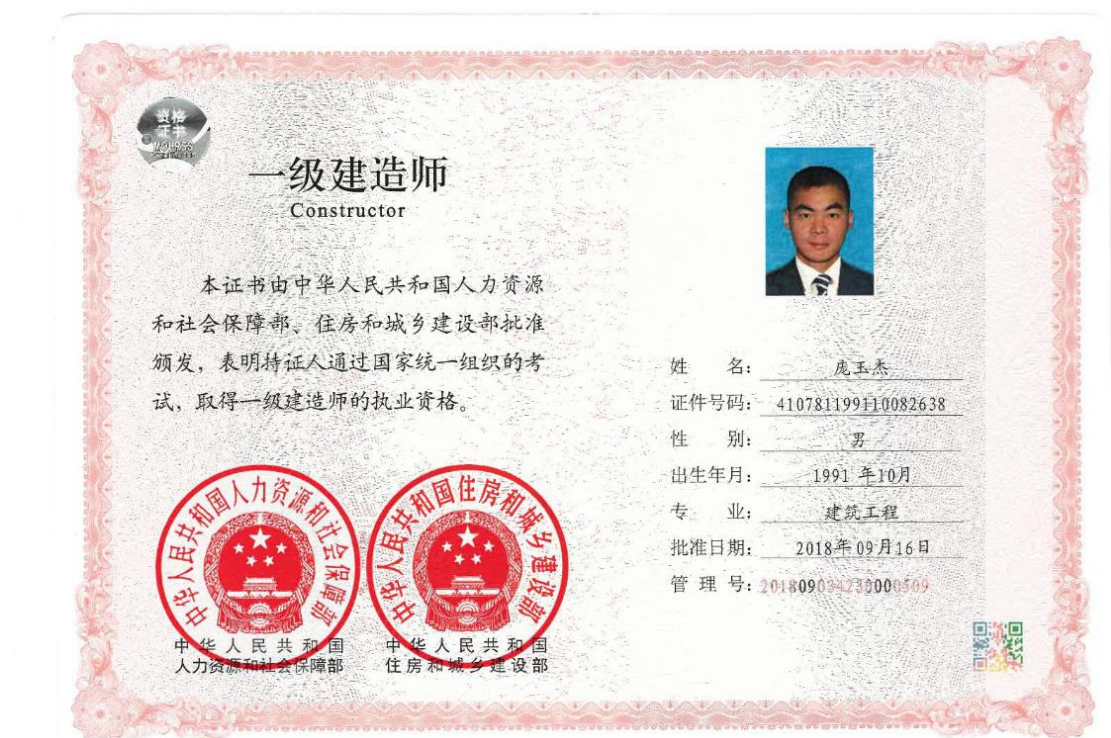 资格
证书
MOHRSS
一级建造师
Constructor
本证书由中华人民共和国人力资源
和社会保障部、住房和城乡建设部批准
颁发，表明持证人通过国家统一组织的考
试，取得一级建造师的执业资格。
姓 名： 庞玉杰
证件号码： 410781199110082638
性 别： 男
出生年月： 1991 年10月
专 业： 建筑工程
批准日期： 2018年09月16日
管 理 号： 201809034230000509
中华人民共和国人力资源和社会保障部
中华人民共和国住房和城乡建设部
中华人民共和国
人力资源和社会保障部
中华人民共和国
住房和城乡建设部